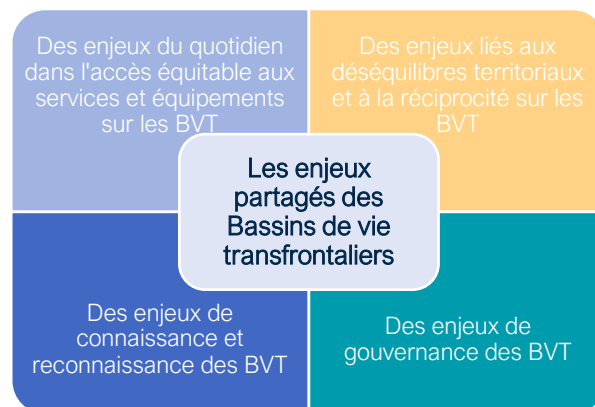 Des enjeux du quotidien
dans l'accès équitable aux
services et équipements
sur les BVT
Des enjeux liés aux
déséquilibres territoriaux
et à la réciprocité sur les
BVT
Les enjeux
partagés des
Bassins de vie
transfrontaliers
Des enjeux de
connaissance et
reconnaissance des BVT
Des enjeux de
gouvernance des BVT